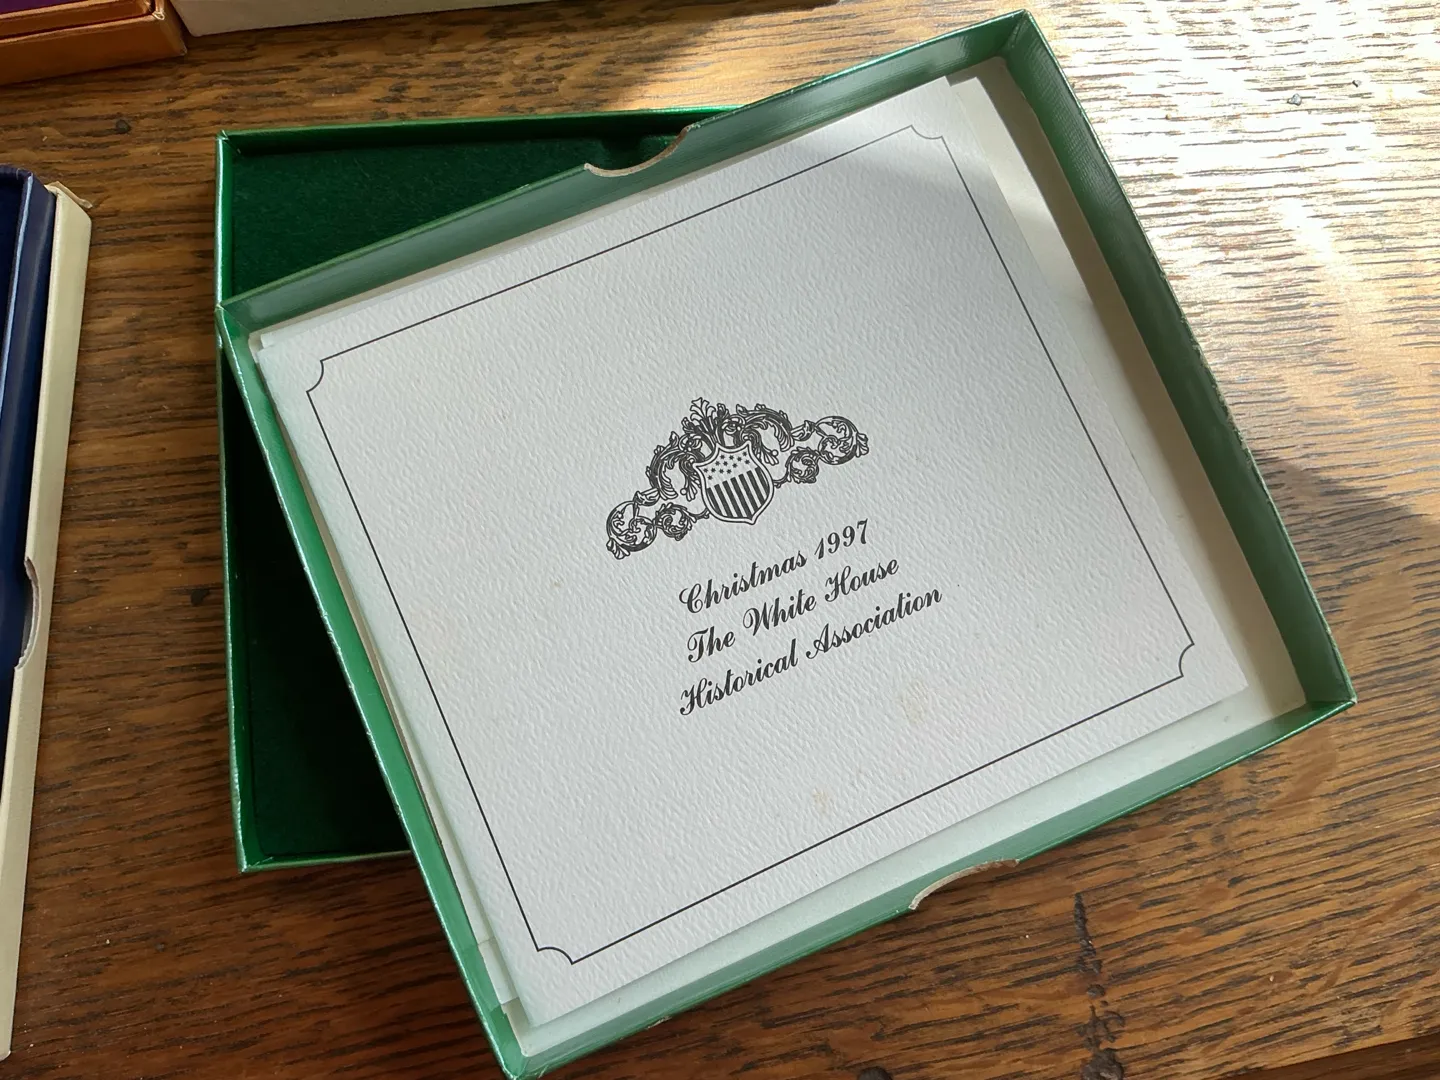 Christmas 1997
The White House
Historical Association